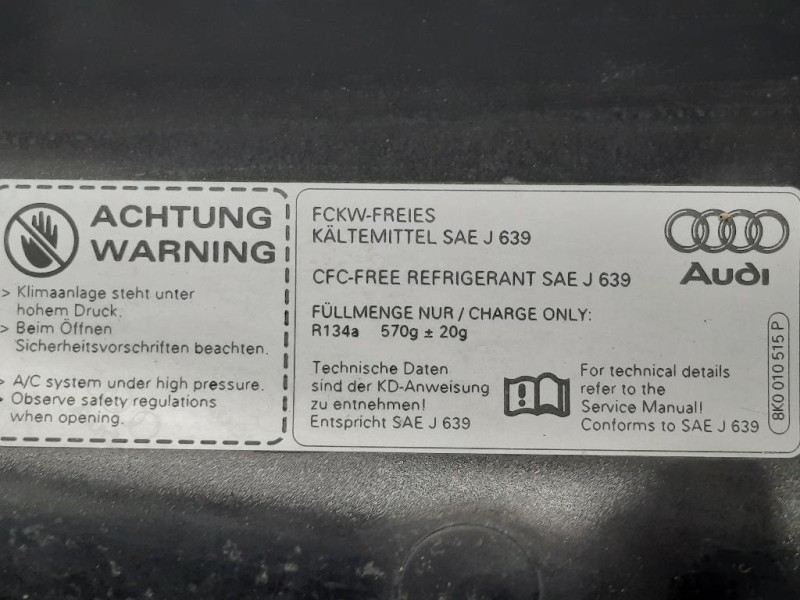 ACHTUNG
WARNING
> Klimaanlage steht unter
hohem Druck.
> Beim Öffnen
Sicherheitsvorschriften beachten.
> A/C system under high pressure.
> Observe safety regulations
when opening.
FCKW-FREIES
KÄLTEMITTEL SAE J 639
CFC-FREE REFRIGERANT SAE J 639
FÜLLMENGE NUR / CHARGE ONLY:
R134a 570g ± 20g
Technische Daten
sind der KD-Anweisung
zu entnehmen!
Entspricht SAE J 639
For technical details
refer to the
Service Manual!
Conforms to SAE J 639
Audi
8K0 010 515 P